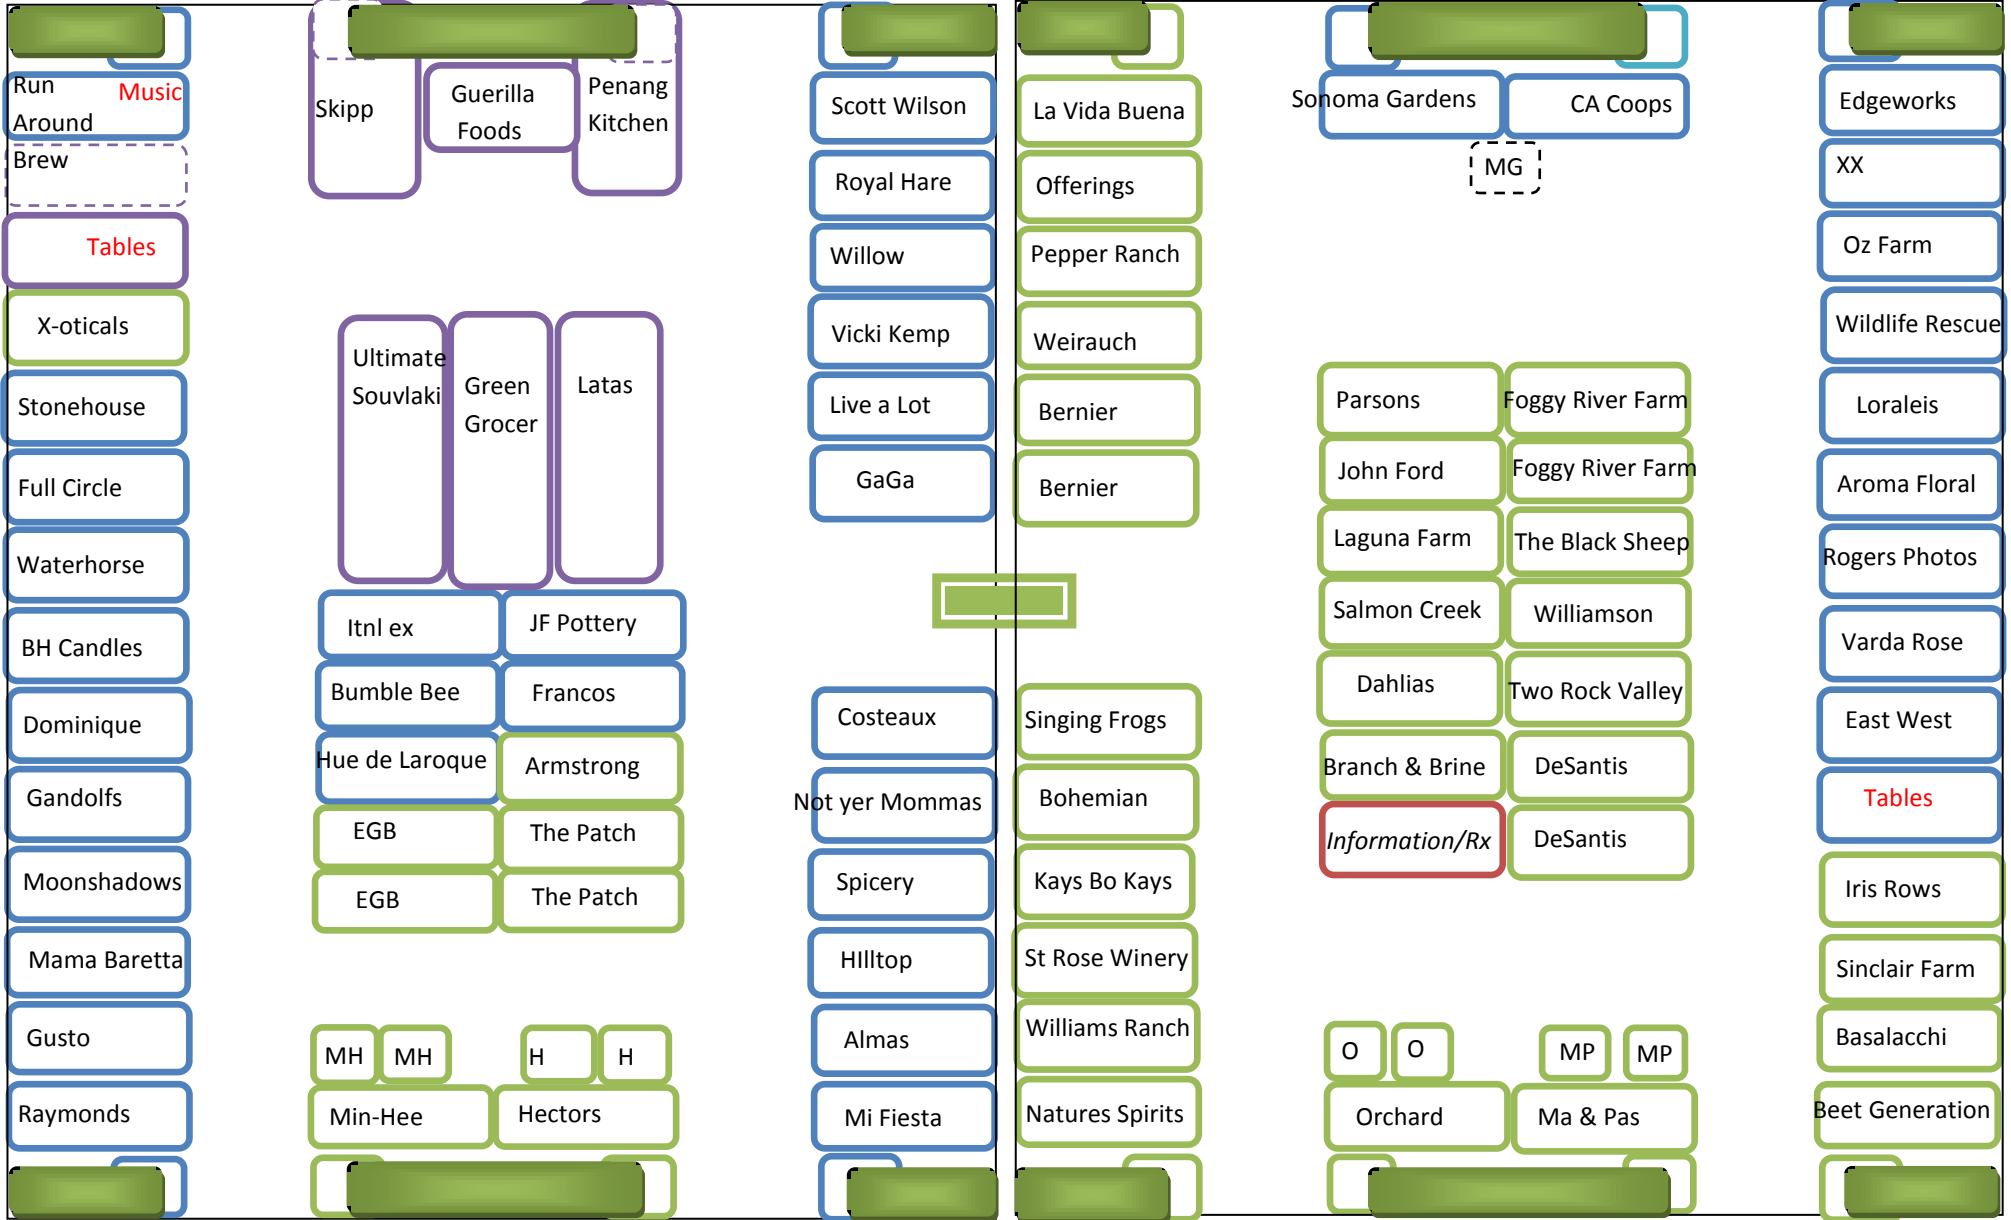 Run
Around
Music
Brew
Tables
X-oticals
Stonehouse
Full Circle
Waterhorse
BH Candles
Dominique
Gandolfs
Moonshadows
Mama Baretta
Gusto
Raymonds
Skipp
Guerilla
Foods
Penang
Kitchen
Ultimate
Souvlaki
Green
Grocer
Latas
Itnl ex
JF Pottery
Bumble Bee
Francos
Hue de Laroque
Armstrong
EGB
The Patch
EGB
The Patch
MH
MH
H
H
Min-Hee
Hectors
Scott Wilson
Royal Hare
Willow
Vicki Kemp
Live a Lot
GaGa
Costeaux
Not yer Mommas
Spicery
HIlltop
Almas
Mi Fiesta
La Vida Buena
Offerings
Pepper Ranch
Weirauch
Bernier
Bernier
Singing Frogs
Bohemian
Kays Bo Kays
St Rose Winery
Williams Ranch
Natures Spirits
Sonoma Gardens
CA Coops
MG
Parsons
Foggy River Farm
John Ford
Foggy River Farm
Laguna Farm
The Black Sheep
Salmon Creek
Williamson
Dahlias
Two Rock Valley
Branch & Brine
DeSantis
Information/Rx
DeSantis
O
O
MP
MP
Orchard
Ma & Pas
Edgeworks
XX
Oz Farm
Wildlife Rescue
Loraleis
Aroma Floral
Rogers Photos
Varda Rose
East West
Tables
Iris Rows
Sinclair Farm
Basalacchi
Beet Generation